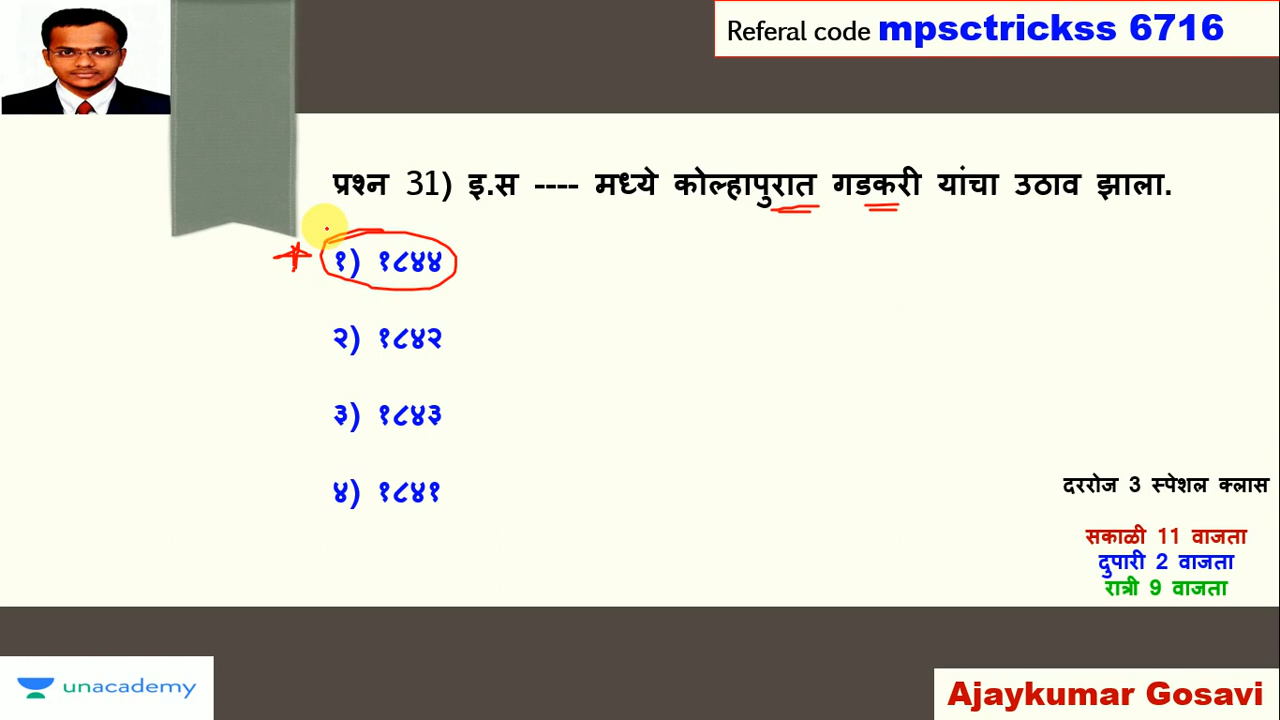 Referal code mpsctrickss 6716
प्रश्न 31) इ.स ---- मध्ये कोल्हापुरात गडकरी यांचा उठाव झाला.
१) १८४४
२) १८४२
३) १८४३
४) १८४१
दररोज 3 स्पेशल क्लास
सकाळी 11 वाजता
दुपारी 2 वाजता
रात्री 9 वाजता
unacademy
Ajaykumar Gosavi